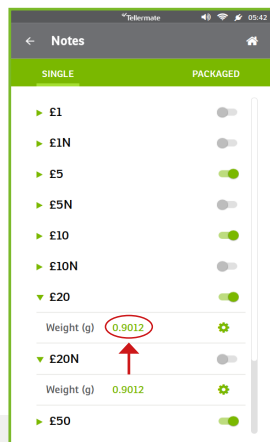 Tellermate 05:42
← Notes
SINGLE PACKAGED
£1
£1N
£5
£5N
£10
£10N
£20
Weight (g) 0.9012
£20N
Weight (g) 0.9012
£50